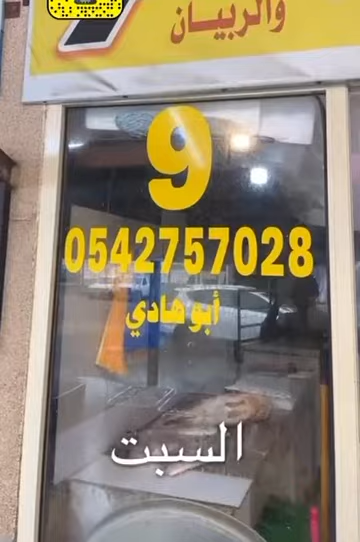 والربيان
9
0542757028
أبو هادي
السبت